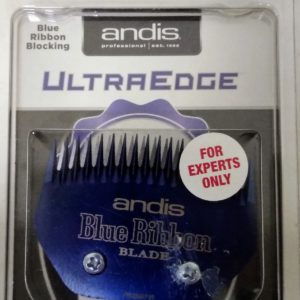 Blue
Ribbon
Blocking
andis®
professional | EST. 1922
ULTRAEDGE
FOR
EXPERTS
ONLY
andis
Blue Ribbon
BLADE